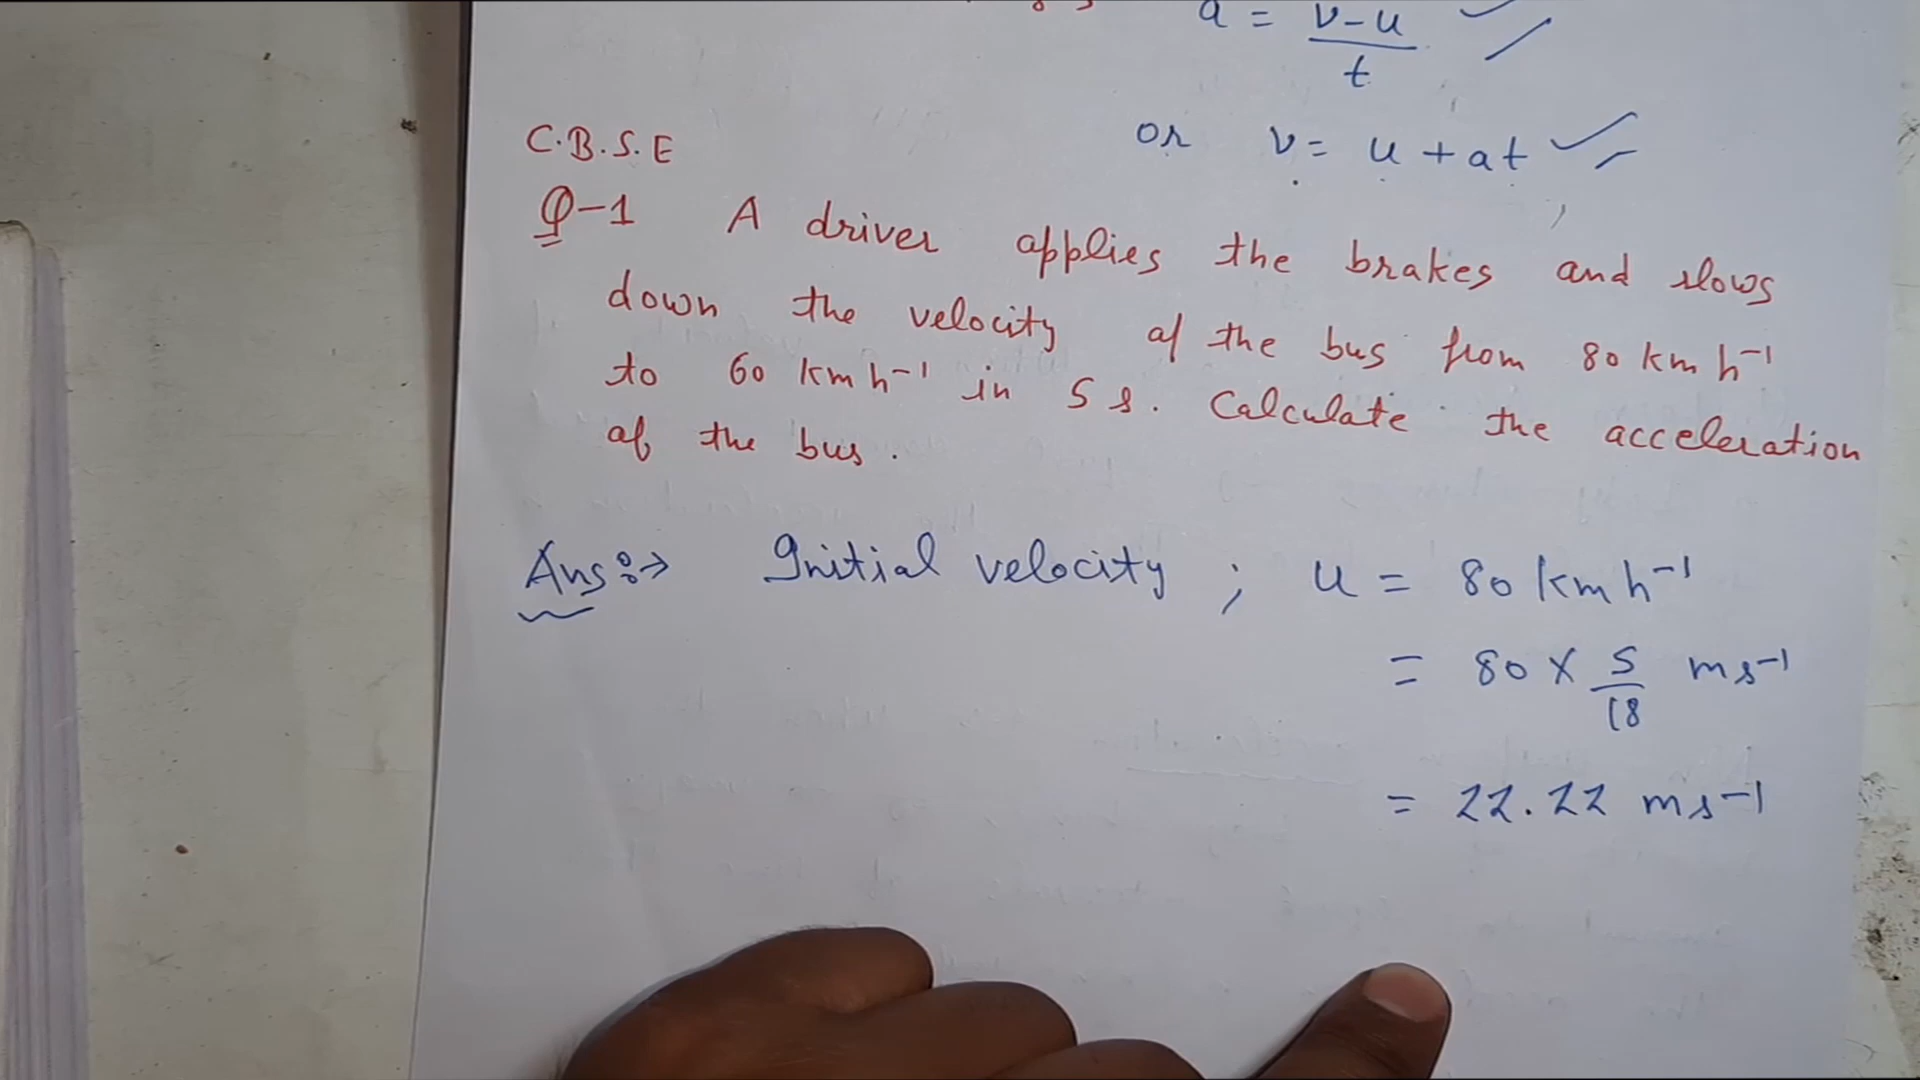 a = v-u
t
or v = u + at
C.B.S.E
Q-1 A driver applies the brakes and slows
down the velocity of the bus from 80 km h⁻¹
to 60 km h⁻¹ in 5 s. Calculate the acceleration
of the bus.
Ans:→ Initial velocity ; u = 80 km h⁻¹
= 80 × 5/18 ms⁻¹
= 22.22 ms⁻¹